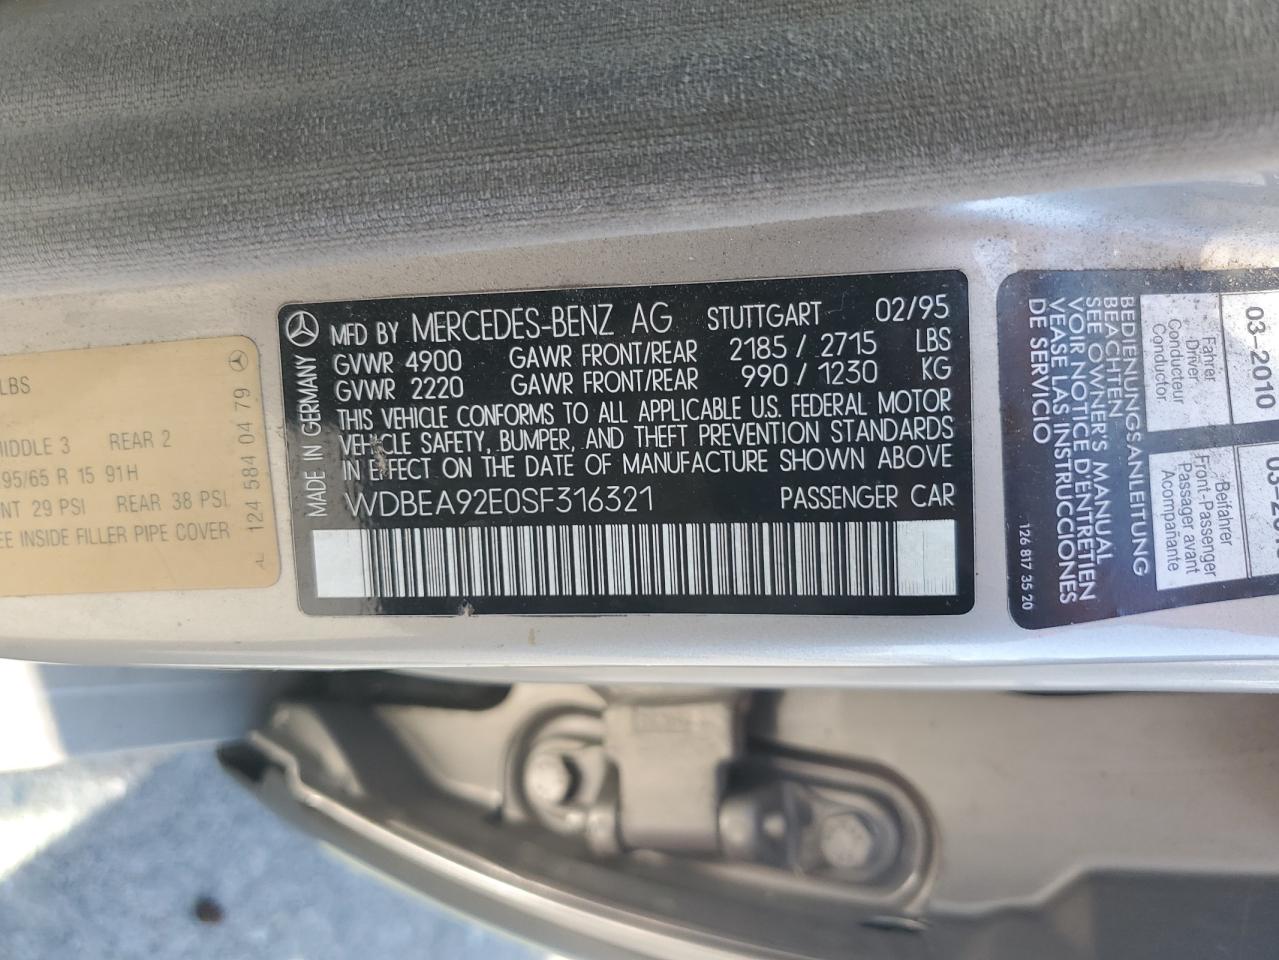 LBS
MIDDLE 3 REAR 2
95/65 R 15 91H
29 PSI REAR 38 PSI
SEE INSIDE FILLER PIPE COVER
124 584 04 79
MADE IN GERMANY
MFD BY MERCEDES-BENZ AG STUTTGART 02/95
GVWR 4900 GAWR FRONT/REAR 2185 / 2715 LBS
GVWR 2220 GAWR FRONT/REAR 990 / 1230 KG
THIS VEHICLE CONFORMS TO ALL APPLICABLE U.S. FEDERAL MOTOR
VEHICLE SAFETY, BUMPER, AND THEFT PREVENTION STANDARDS
IN EFFECT ON THE DATE OF MANUFACTURE SHOWN ABOVE
WDBEA92E0SF316321 PASSENGER CAR
BEDIENUNGSANLEITUNG
BEACHTEN
SEE OWNER'S MANUAL
VOIR NOTICE D'ENTRETIEN
VEASE LAS INSTRUCCIONES
DE SERVICIO
126 817 35 20
Fahrer
Driver
Conducteur
Conductor
03-2010
Beifahrer
Front-Passenger
Passager avant
Acompañante